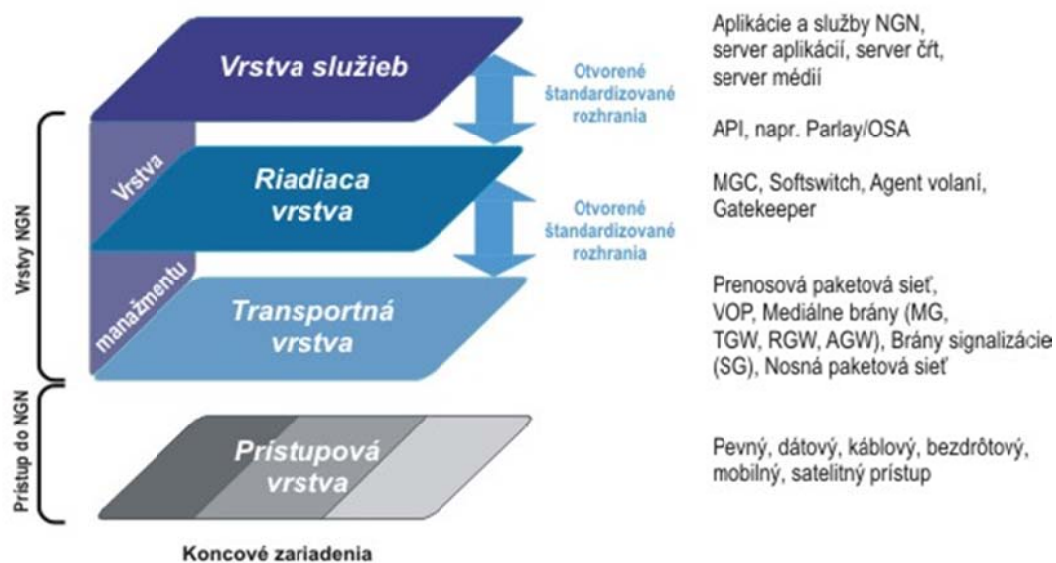 Vrstva služieb
Otvorené
štandardizované
rozhrania
Aplikácie a služby NGN,
server aplikácií, server čŕt,
server médií
API, napr. Parlay/OSA
Vrstvy NGN
Vrstva
manažmentu
Riadiaca
vrstva
Otvorené
štandardizované
rozhrania
MGC, Softswitch, Agent volaní,
Gatekeeper
Transportná
vrstva
Prenosová paketová sieť,
VOP, Mediálne brány (MG,
TGW, RGW, AGW), Brány signalizácie
(SG), Nosná paketová sieť
Prístup do NGN
Prístupová
vrstva
Pevný, dátový, káblový, bezdrôtový,
mobilný, satelitný prístup
Koncové zariadenia